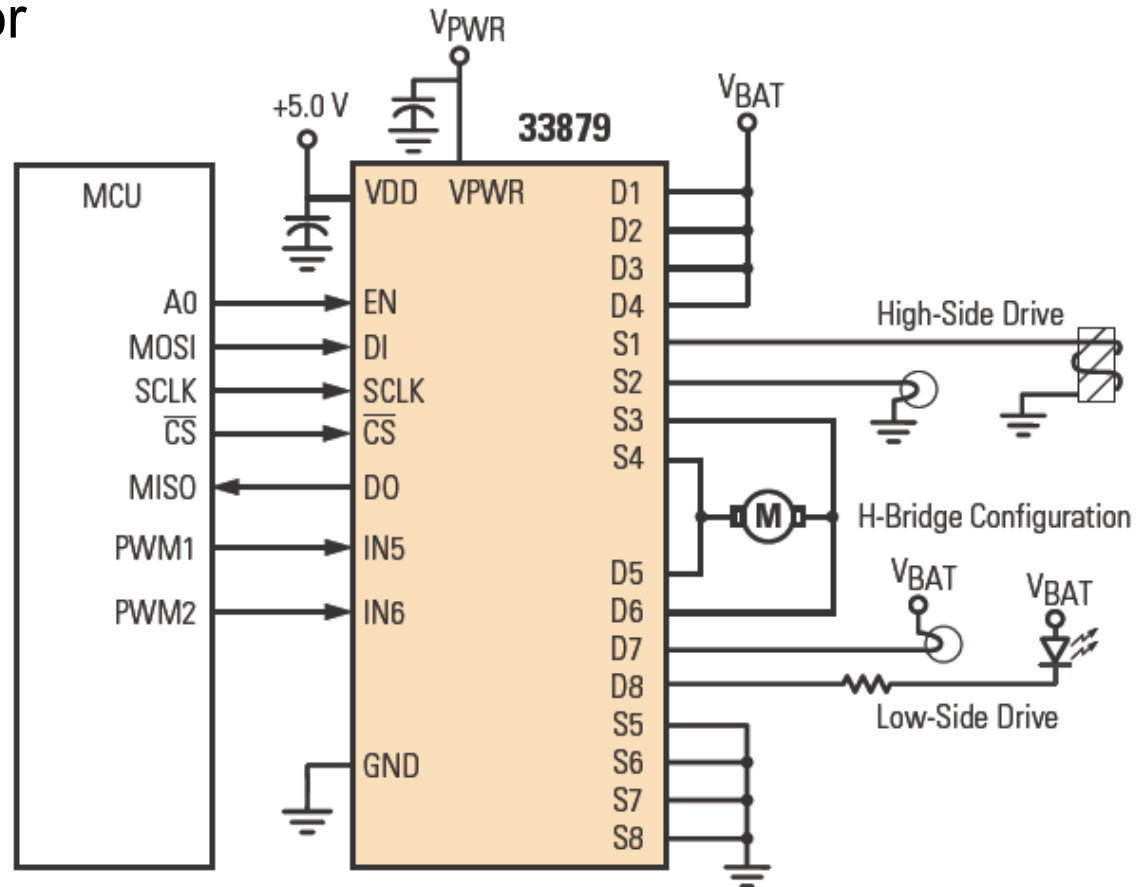 or
VPWR
+5.0 V
33879
VBAT
MCU
VDD
VPWR
D1
D2
D3
D4
A0
EN
MOSI
DI
SCLK
SCLK
CS
CS
MISO
DO
PWM1
IN5
PWM2
IN6
GND
S1
S2
S3
S4
D5
D6
D7
D8
S5
S6
S7
S8
High-Side Drive
M
H-Bridge Configuration
VBAT
VBAT
Low-Side Drive